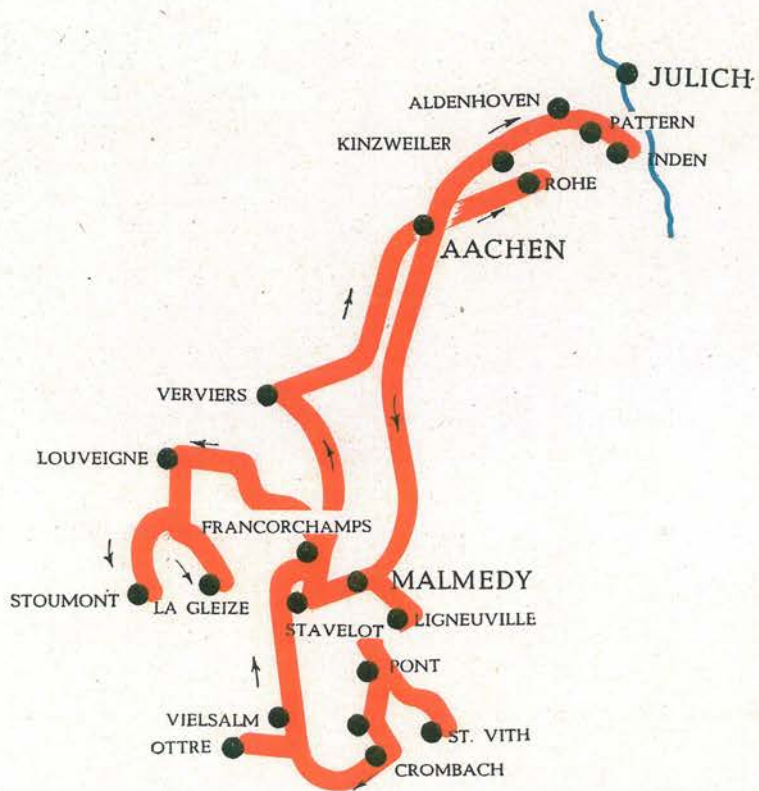 JULICH
ALDENHOVEN
PATTERN
KINZWEILER
INDEN
ROHE
AACHEN
VERVIERS
LOUVEIGNE
FRANCORCHAMPS
MALMEDY
STOUMONT
LA GLEIZE
STAVELOT
LIGNEUVILLE
PONT
VIELSALM
ST. VITH
OTTRE
CROMBACH